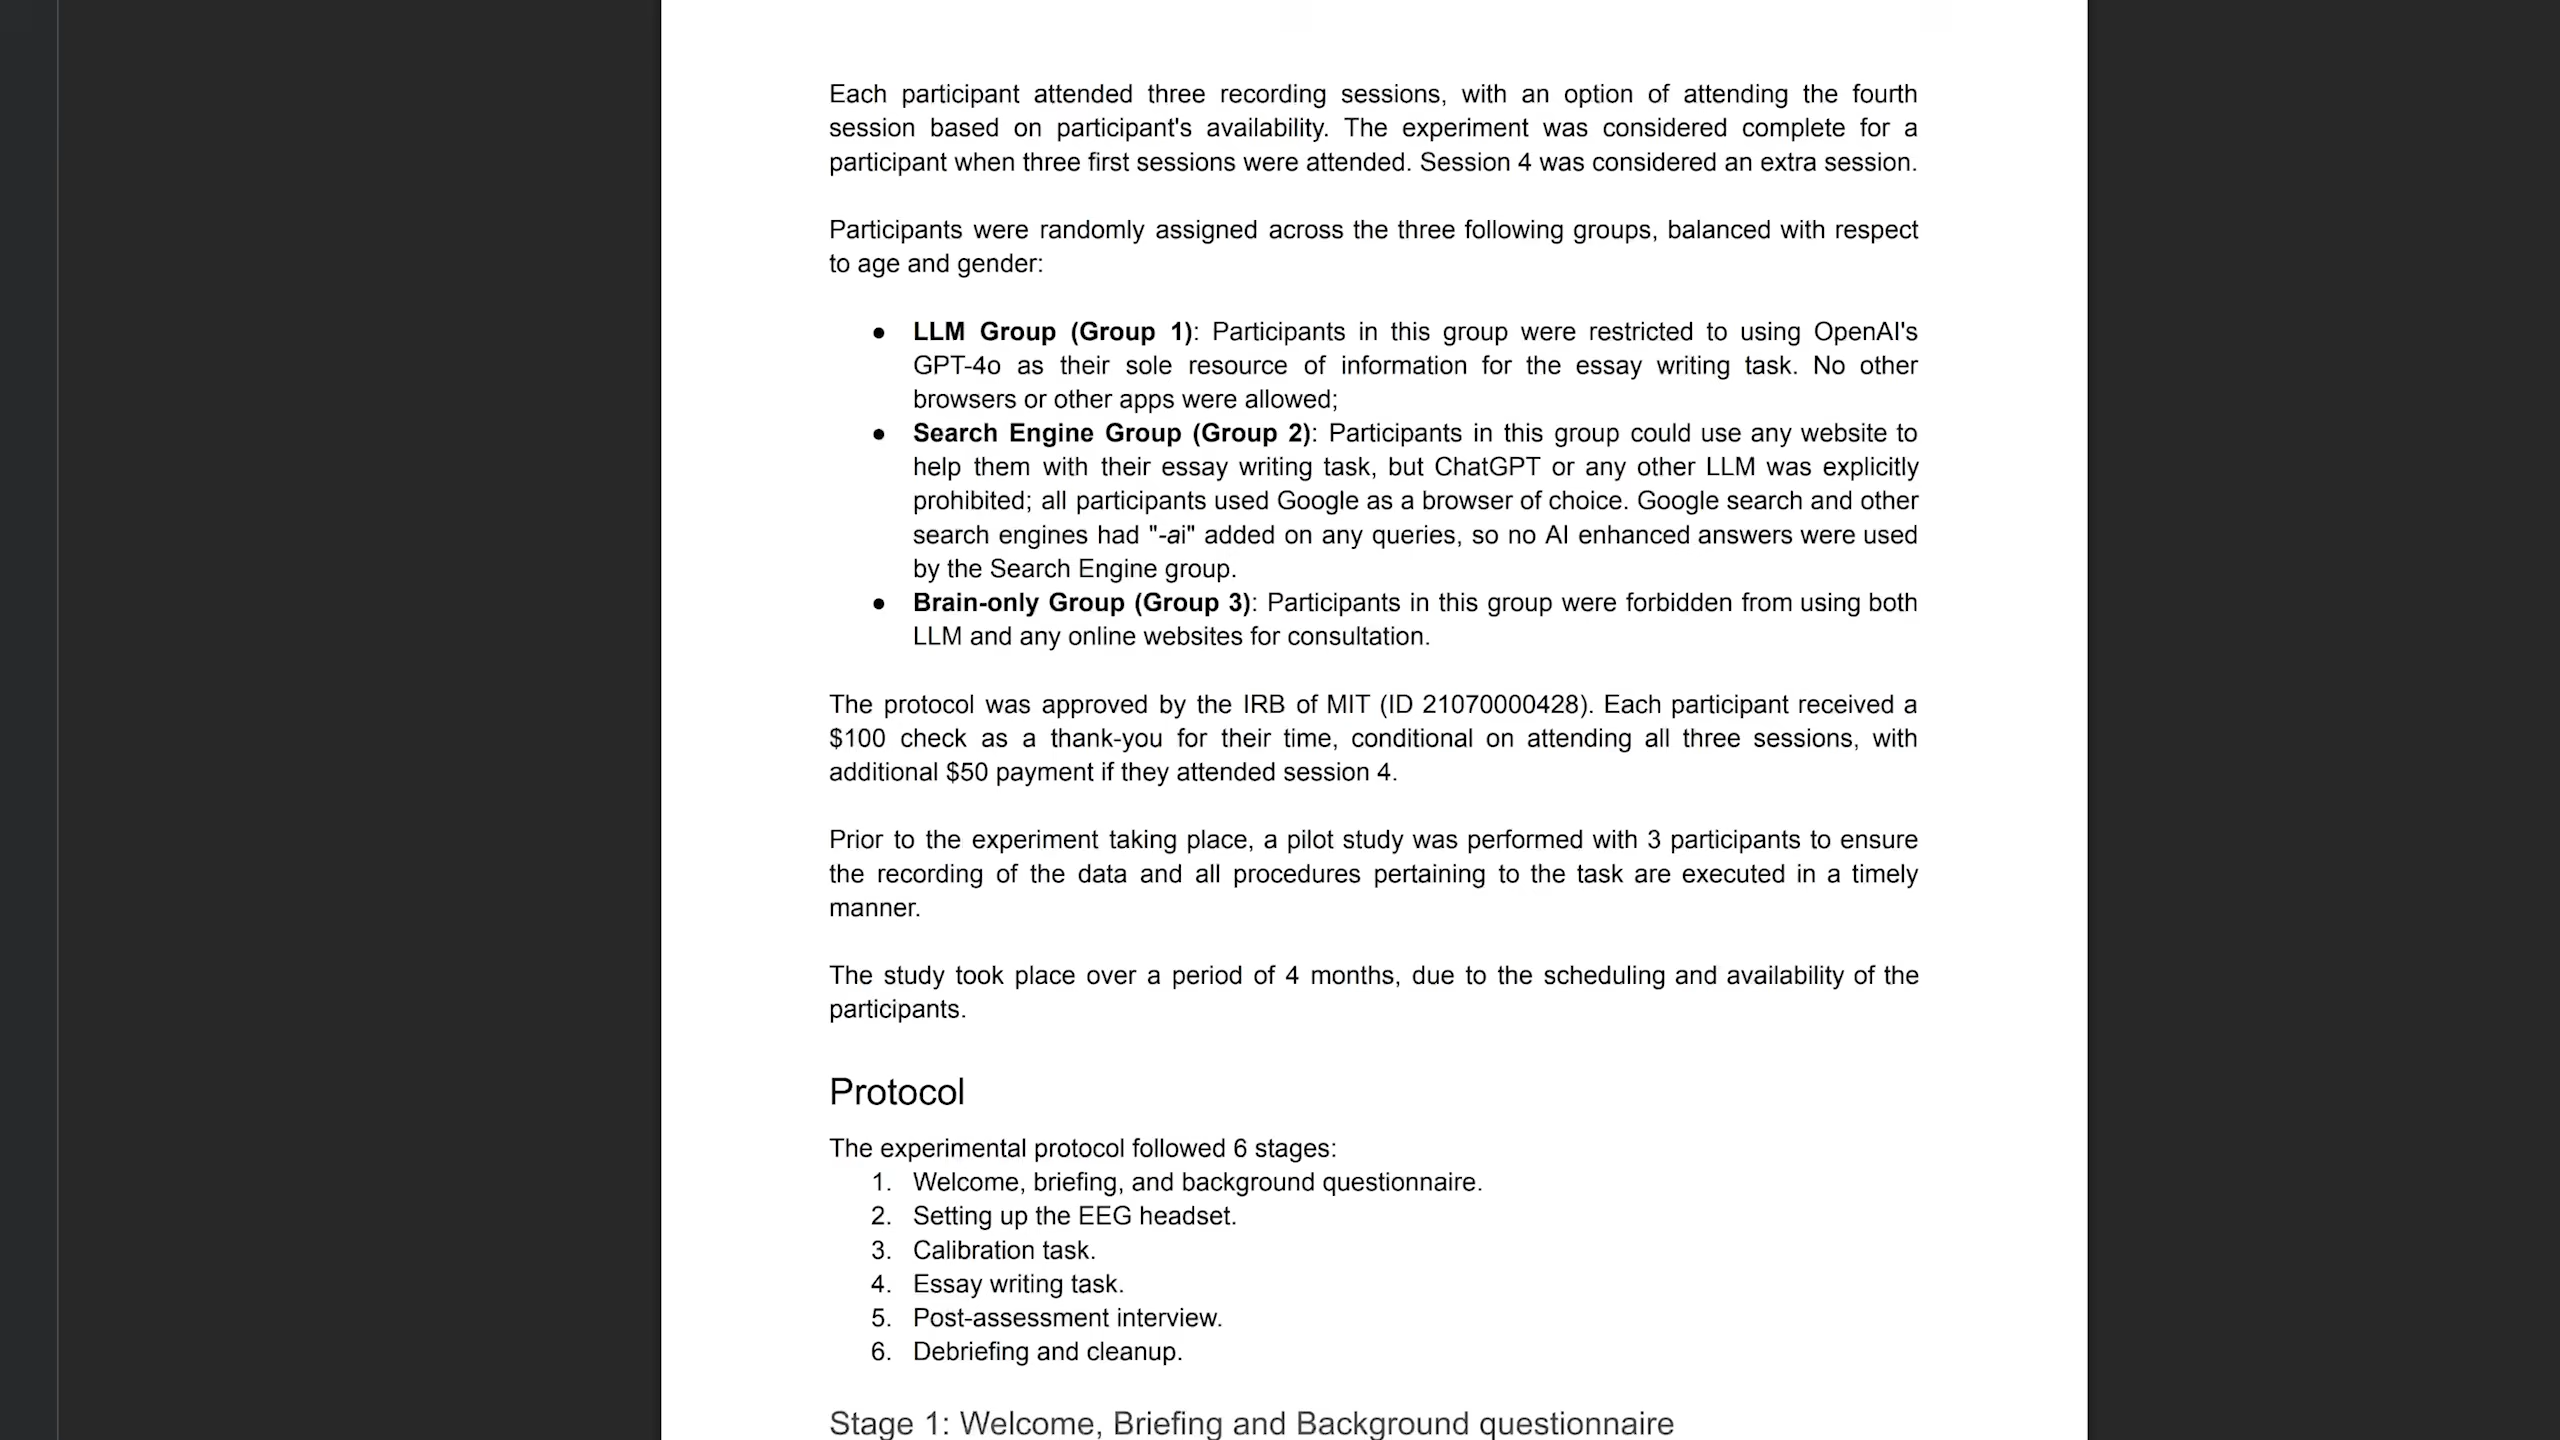 Each participant attended three recording sessions, with an option of attending the fourth
session based on participant's availability. The experiment was considered complete for a
participant when three first sessions were attended. Session 4 was considered an extra session.
Participants were randomly assigned across the three following groups, balanced with respect
to age and gender:
● LLM Group (Group 1): Participants in this group were restricted to using OpenAI's
GPT-4o as their sole resource of information for the essay writing task. No other
browsers or other apps were allowed;
● Search Engine Group (Group 2): Participants in this group could use any website to
help them with their essay writing task, but ChatGPT or any other LLM was explicitly
prohibited; all participants used Google as a browser of choice. Google search and other
search engines had "-ai" added on any queries, so no AI enhanced answers were used
by the Search Engine group.
● Brain-only Group (Group 3): Participants in this group were forbidden from using both
LLM and any online websites for consultation.
The protocol was approved by the IRB of MIT (ID 21070000428). Each participant received a
$100 check as a thank-you for their time, conditional on attending all three sessions, with
additional $50 payment if they attended session 4.
Prior to the experiment taking place, a pilot study was performed with 3 participants to ensure
the recording of the data and all procedures pertaining to the task are executed in a timely
manner.
The study took place over a period of 4 months, due to the scheduling and availability of the
participants.
Protocol
The experimental protocol followed 6 stages:
1. Welcome, briefing, and background questionnaire.
2. Setting up the EEG headset.
3. Calibration task.
4. Essay writing task.
5. Post-assessment interview.
6. Debriefing and cleanup.
Stage 1: Welcome, Briefing and Background questionnaire